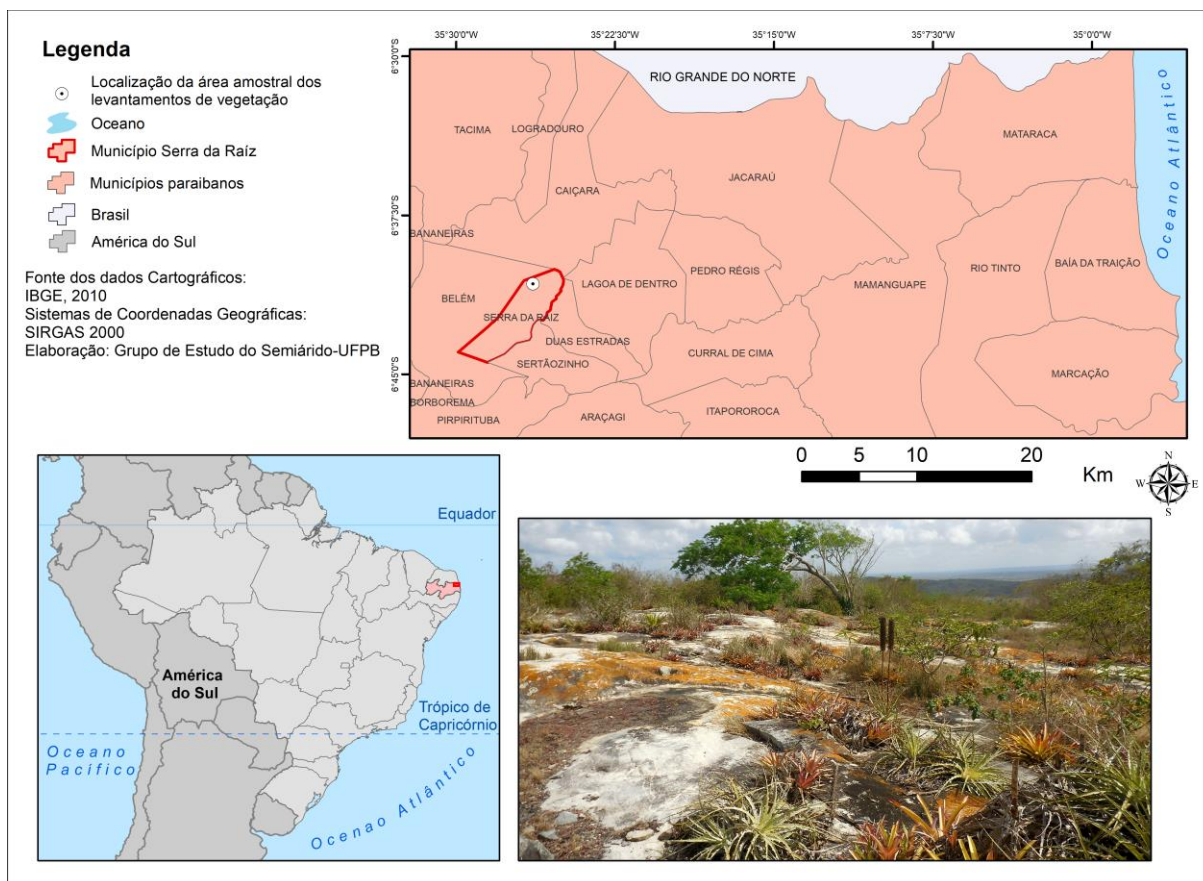 Legenda
Localização da área amostral dos
levantamentos de vegetação
Oceano
Município Serra da Raíz
Municípios paraibanos
Brasil
América do Sul
Fonte dos dados Cartográficos:
IBGE, 2010
Sistemas de Coordenadas Geográficas:
SIRGAS 2000
Elaboração: Grupo de Estudo do Semiárido-UFPB
35°30'0"W
35°22'30"W
35°15'0"W
35°7'30"W
35°0'0"W
6°30'0"S
6°37'30"S
6°45'0"S
RIO GRANDE DO NORTE
TACIMA
LOGRADOURO
MATARACA
CAIÇARA
JACARAÚ
BANANEIRAS
BELÉM
LAGOA DE DENTRO
PEDRO RÉGIS
MAMANGUAPE
RIO TINTO
BAÍA DA TRAIÇÃO
SERRA DA RAIZ
DUAS ESTRADAS
SERTÃOZINHO
CURRAL DE CIMA
MARCAÇÃO
BANANEIRAS
BORBOREMA
PIRPIRITUBA
ARAÇAGI
ITAPOROROCA
Oceano Atlântico
0 5 10 20
Km
N
W E
S
Equador
América
do Sul
Trópico de
Capricórnio
Oceano
Pacífico
Ocenao Atlântico